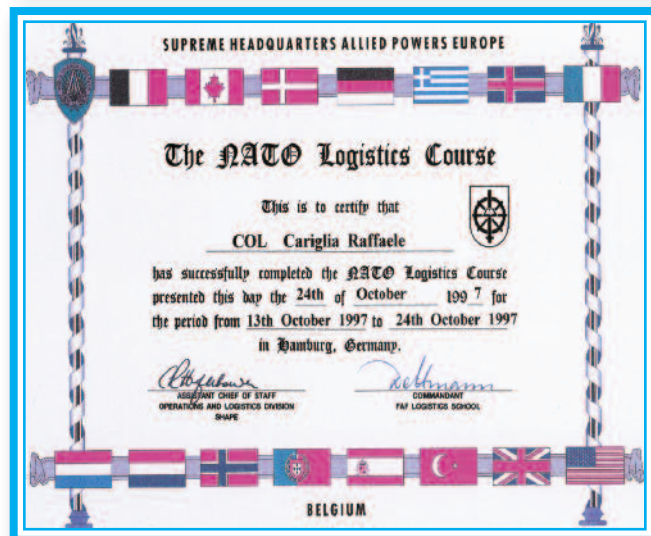 SUPREME HEADQUARTERS ALLIED POWERS EUROPE
The NATO Logistics Course
This is to certify that
COL Cariglia Raffaele
has successfully completed the NATO Logistics Course
presented this day the 24th of October 1997 for
the period from 13th October 1997 to 24th October 1997
in Hamburg, Germany.
ASSISTANT CHIEF OF STAFF
OPERATIONS AND LOGISTICS DIVISION
SHAPE
COMMANDANT
FAF LOGISTICS SCHOOL
BELGIUM